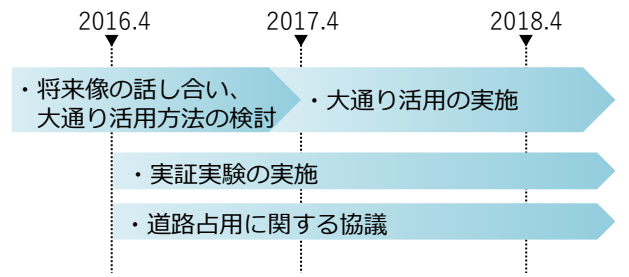 2016.4
2017.4
2018.4
・将来像の話し合い、
大通り活用方法の検討
・大通り活用の実施
・実証実験の実施
・道路占用に関する協議